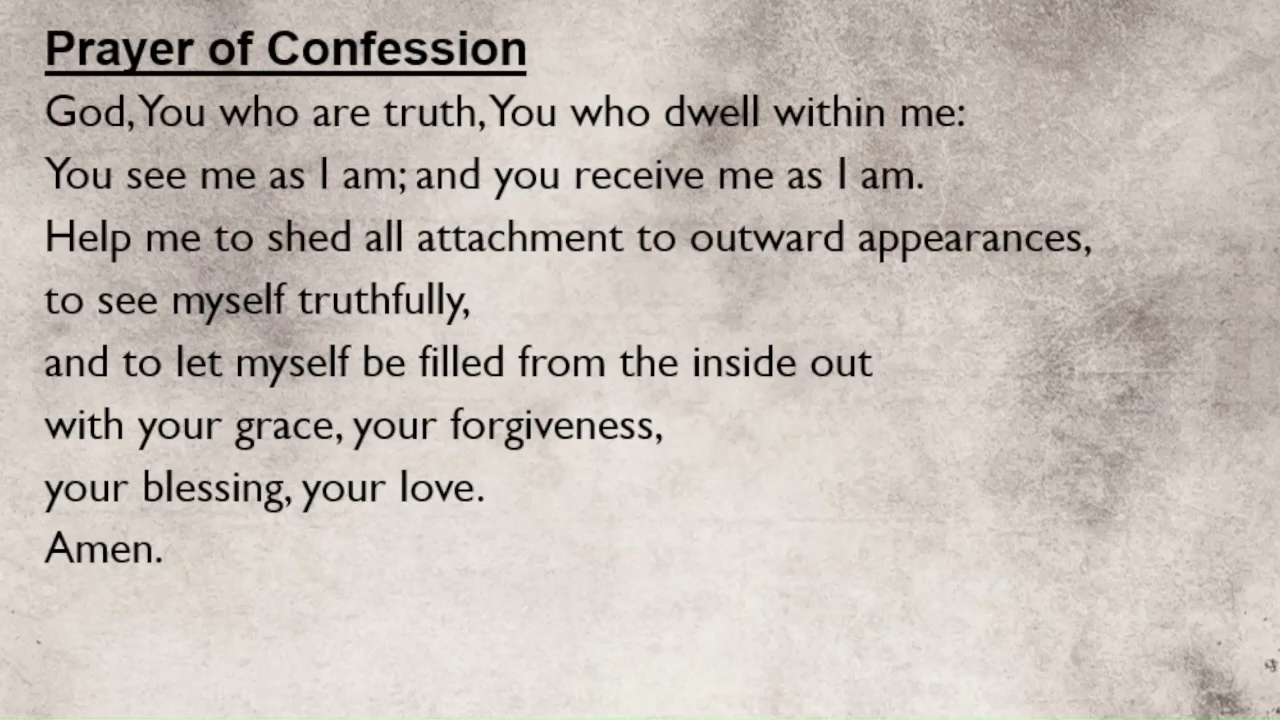 Prayer of Confession
God, You who are truth, You who dwell within me:
You see me as I am; and you receive me as I am.
Help me to shed all attachment to outward appearances,
to see myself truthfully,
and to let myself be filled from the inside out
with your grace, your forgiveness,
your blessing, your love.
Amen.